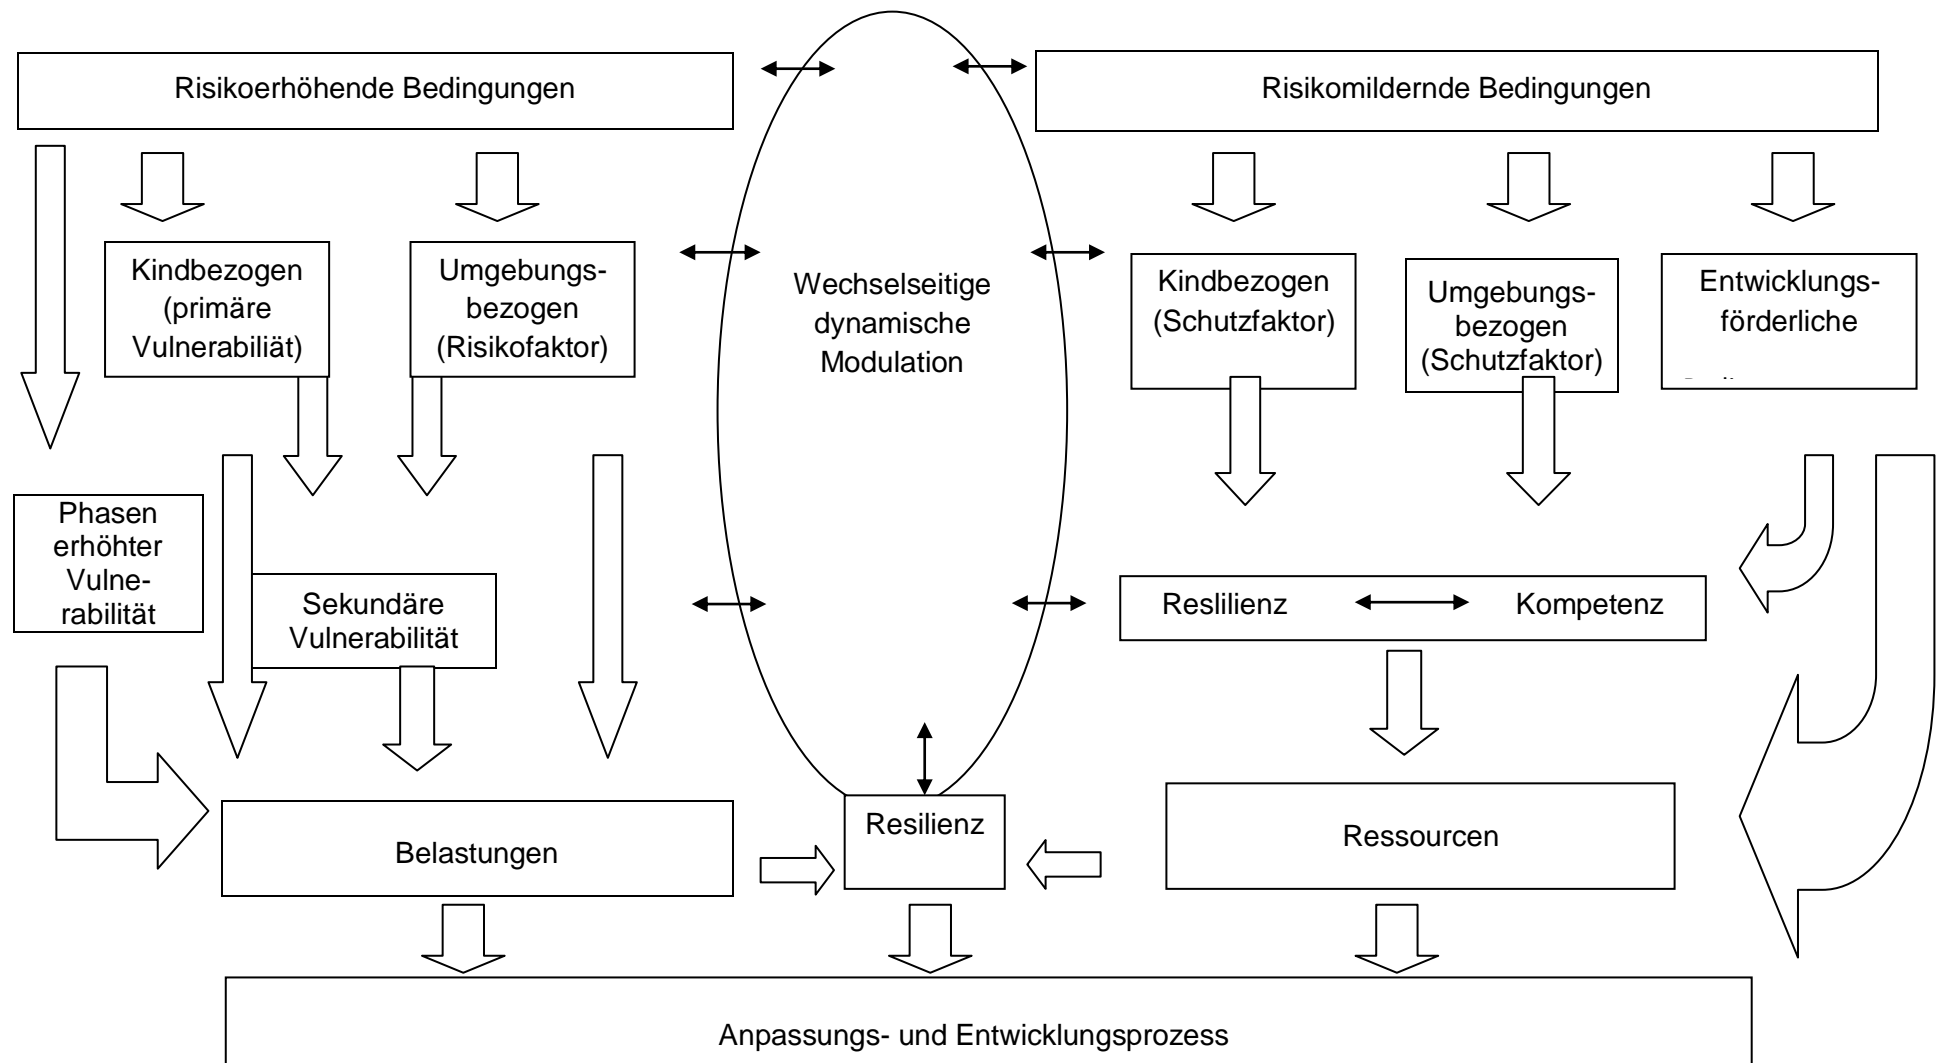 Risikoerhöhende Bedingungen
Risikomildernde Bedingungen
Kindbezogen
(primäre
Vulnerabiliät)
Umgebungs-
bezogen
(Risikofaktor)
Wechselseitige
dynamische
Modulation
Kindbezogen
(Schutzfaktor)
Umgebungs-
bezogen
(Schutzfaktor)
Entwicklungs-
förderliche
Phasen
erhöhter
Vulne-
rabilität
Sekundäre
Vulnerabilität
Reslilienz
Kompetenz
Belastungen
Resilienz
Ressourcen
Anpassungs- und Entwicklungsprozess